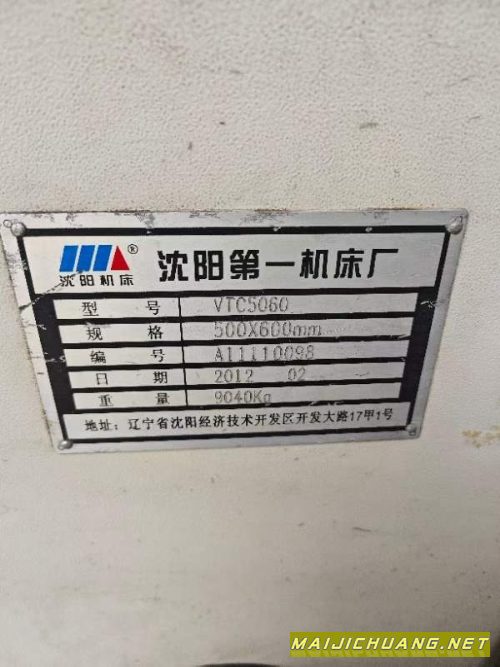 沈阳机床® 沈阳第一机床厂
型号 VTC5060
规格 500X600mm
编号 A11110098
日期 2012 02
重量 9040Kg
地址:辽宁省沈阳经济技术开发区开发大路17甲1号
MAIJICHUANG.NET